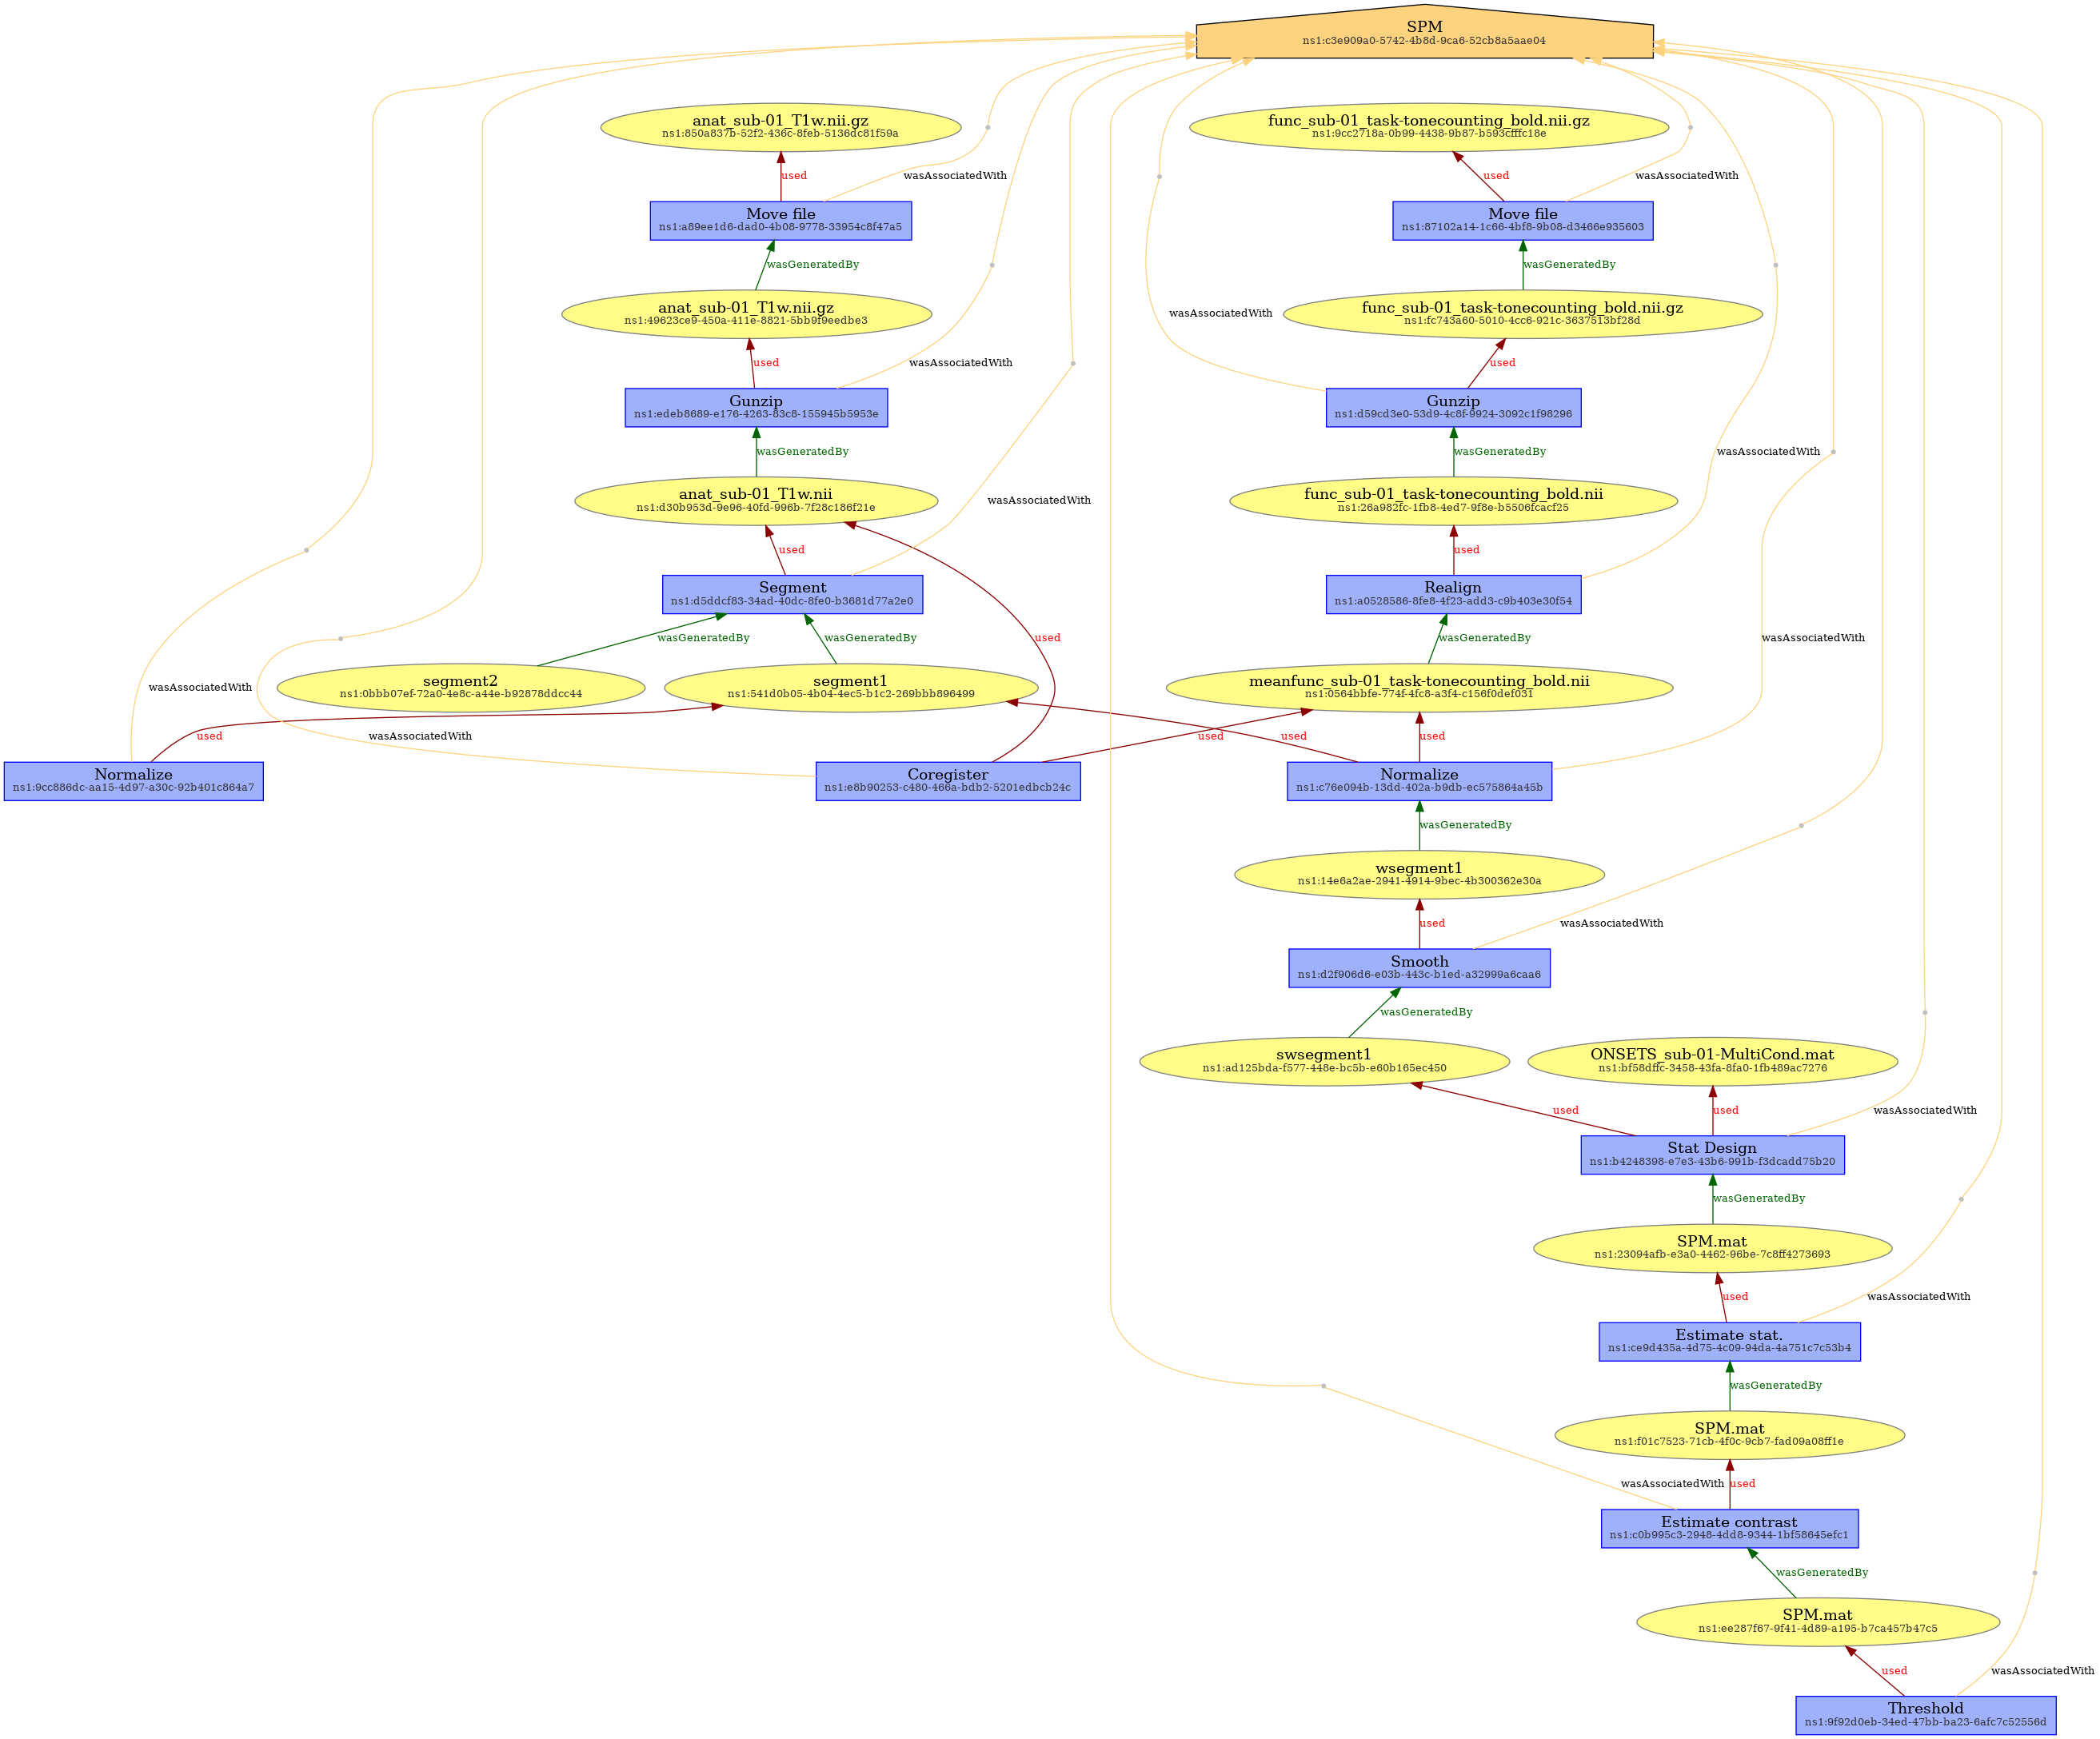 SPM
ns1:c3e909a0-5742-4b8d-9ca6-52cb8a5aae04
anat_sub-01_T1w.nii.gz
ns1:850a837b-52f2-436c-8feb-5136dc81f59a
func_sub-01_task-tonecounting_bold.nii.gz
ns1:9cc2718a-0b99-4438-9b87-b593cfffc18e
used
wasAssociatedWith
used
wasAssociatedWith
Move file
ns1:a89ee1d6-dad0-4b08-9778-33954c8f47a5
Move file
ns1:87102a14-1c66-4bf8-9b08-d3466e935603
wasGeneratedBy
wasGeneratedBy
anat_sub-01_T1w.nii.gz
ns1:49623ce9-450a-411e-8821-5bb9f9eedbe3
wasAssociatedWith
func_sub-01_task-tonecounting_bold.nii.gz
ns1:fc743a60-5010-4cc6-921c-3637513bf28d
used
wasAssociatedWith
used
Gunzip
ns1:edeb8689-e176-4263-83c8-155945b5953e
Gunzip
ns1:d59cd3e0-53d9-4c8f-9924-3092c1f98296
wasGeneratedBy
wasGeneratedBy
wasAssociatedWith
anat_sub-01_T1w.nii
ns1:d30b953d-9e96-40fd-996b-7f28c186f21e
wasAssociatedWith
func_sub-01_task-tonecounting_bold.nii
ns1:26a982fc-1fb8-4ed7-9f8e-b5506fcacf25
used
used
Segment
ns1:d5ddcf83-34ad-40dc-8fe0-b3681d77a2e0
Realign
ns1:a0528586-8fe8-4f23-add3-c9b403e30f54
wasGeneratedBy
wasGeneratedBy
used
wasGeneratedBy
wasAssociatedWith
wasAssociatedWith
segment2
ns1:0bbb07ef-72a0-4e8c-a44e-b92878ddcc44
segment1
ns1:541d0b05-4b04-4ec5-b1c2-269bbb896499
meanfunc_sub-01_task-tonecounting_bold.nii
ns1:0564bbfe-774f-4fc8-a3f4-c156f0def031
used
wasAssociatedWith
used
used
used
Normalize
ns1:9cc886dc-aa15-4d97-a30c-92b401c864a7
Coregister
ns1:e8b90253-c480-466a-bdb2-5201edbcb24c
Normalize
ns1:c76e094b-13dd-402a-b9db-ec575864a45b
wasGeneratedBy
wsegment1
ns1:14e6a2ae-2941-4914-9bec-4b300362e30a
used
wasAssociatedWith
Smooth
ns1:d2f906d6-e03b-443c-b1ed-a32999a6caa6
wasGeneratedBy
swsegment1
ns1:ad125bda-f577-448e-bc5b-e60b165ec450
ONSETS_sub-01-MultiCond.mat
ns1:bf58dffc-3458-43fa-8fa0-1fb489ac7276
used
used
wasAssociatedWith
Stat Design
ns1:b4248398-e7e3-43b6-991b-f3dcadd75b20
wasGeneratedBy
SPM.mat
ns1:23094afb-e3a0-4462-96be-7c8ff4273693
used
wasAssociatedWith
Estimate stat.
ns1:ce9d435a-4d75-4c09-94da-4a751c7c53b4
wasGeneratedBy
SPM.mat
ns1:f01c7523-71cb-4f0c-9cb7-fad09a08ff1e
wasAssociatedWith
used
Estimate contrast
ns1:c0b995c3-2948-4dd8-9344-1bf58645efc1
wasGeneratedBy
SPM.mat
ns1:ee287f67-9f41-4d89-a195-b7ca457b47c5
used
wasAssociatedWith
Threshold
ns1:9f92d0eb-34ed-47bb-ba23-6afc7c52556d